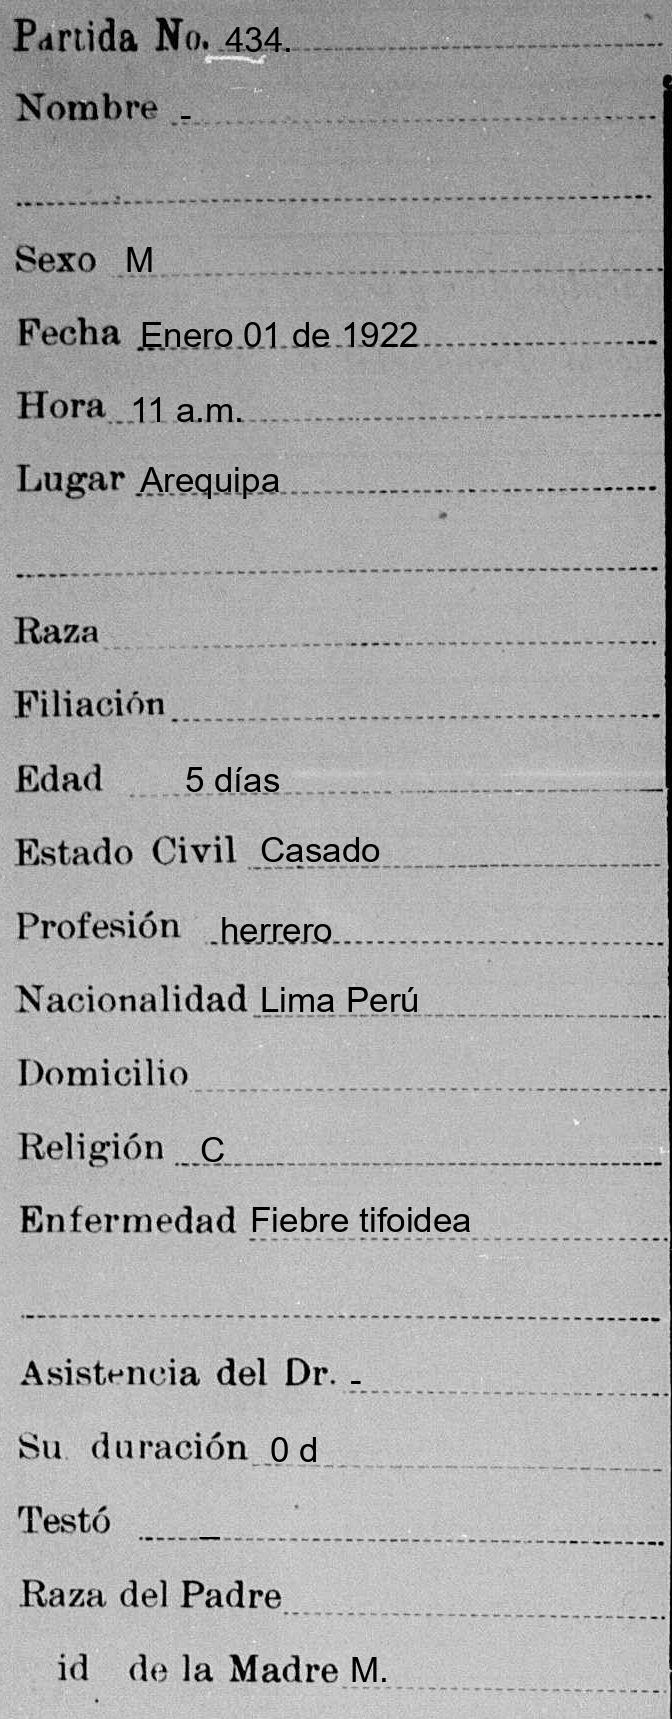 Partida No. 434.
Nombre -
Sexo M
Fecha Enero 01 de 1922
Hora 11 a.m.
Lugar Arequipa
Raza
Filiación
Edad 5 días
Estado Civil Casado
Profesión herrero
Nacionalidad Lima Perú
Domicilio
Religión C
Enfermedad Fiebre tifoidea
Asistencia del Dr. -
Su duración 0 d
Testó _
Raza del Padre
id de la Madre M.